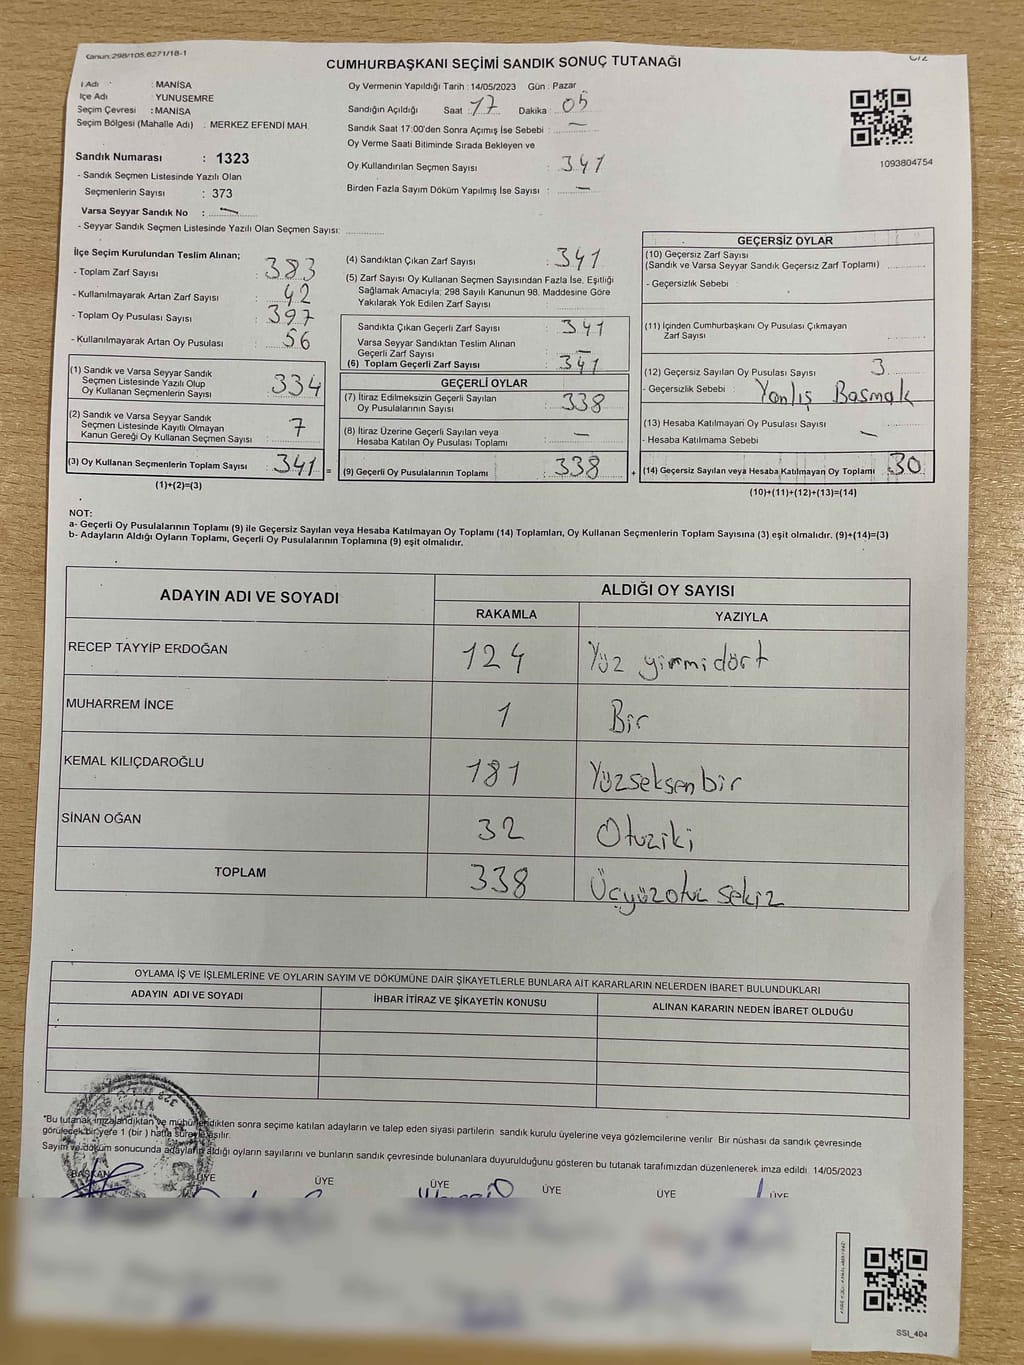 Kanun:298/105.6271/18-1
CUMHURBAŞKANI SEÇİMİ SANDIK SONUÇ TUTANAĞI
İl Adı : MANİSA
İlçe Adı : YUNUSEMRE
Seçim Çevresi : MANİSA
Seçim Bölgesi (Mahalle Adı) : MERKEZ EFENDİ MAH.
Sandık Numarası : 1323
- Sandık Seçmen Listesinde Yazılı Olan
Seçmenlerin Sayısı : 373
Varsa Seyyar Sandık No : —
- Seyyar Sandık Seçmen Listesinde Yazılı Olan Seçmen Sayısı:
Oy Vermenin Yapıldığı Tarih : 14/05/2023 Gün : Pazar
Sandığın Açıldığı Saat : 17 Dakika : 05
Sandık Saat 17:00'den Sonra Açımış İse Sebebi : —
Oy Verme Saati Bitiminde Sırada Bekleyen ve
Oy Kullandırılan Seçmen Sayısı : 341
Birden Fazla Sayım Döküm Yapılmış İse Sayısı : —
1093804754
İlçe Seçim Kurulundan Teslim Alınan;
- Toplam Zarf Sayısı : 383
- Kullanılmayarak Artan Zarf Sayısı : 42
- Toplam Oy Pusulası Sayısı : 397
- Kullanılmayarak Artan Oy Pusulası : 56
(1) Sandık ve Varsa Seyyar Sandık
Seçmen Listesinde Yazılı Olup
Oy Kullanan Seçmenlerin Sayısı : 334
(2) Sandık ve Varsa Seyyar Sandık
Seçmen Listesinde Kayıtlı Olmayan
Kanun Gereği Oy Kullanan Seçmen Sayısı : 7
(3) Oy Kullanan Seçmenlerin Toplam Sayısı 341 =
(1)+(2)=(3)
(4) Sandıktan Çıkan Zarf Sayısı : 341
(5) Zarf Sayısı Oy Kullanan Seçmen Sayısından Fazla İse, Eşitliği
Sağlamak Amacıyla; 298 Sayılı Kanunun 98. Maddesine Göre
Yakılarak Yok Edilen Zarf Sayısı :
Sandıkta Çıkan Geçerli Zarf Sayısı : 341
Varsa Seyyar Sandıktan Teslim Alınan
Geçerli Zarf Sayısı : —
(6) Toplam Geçerli Zarf Sayısı : 341
GEÇERLİ OYLAR
(7) İtiraz Edilmeksizin Geçerli Sayılan
Oy Pusulalarının Sayısı : 338
(8) İtiraz Üzerine Geçerli Sayılan veya
Hesaba Katılan Oy Pusulası Toplamı : —
(9) Geçerli Oy Pusulalarının Toplamı : 338 +
GEÇERSİZ OYLAR
(10) Geçersiz Zarf Sayısı
(Sandık ve Varsa Seyyar Sandık Geçersiz Zarf Toplamı)
- Geçersizlik Sebebi :
(11) İçinden Cumhurbaşkanı Oy Pusulası Çıkmayan
Zarf Sayısı :
(12) Geçersiz Sayılan Oy Pusulası Sayısı : 3
- Geçersizlik Sebebi : Yanlış Basmak
(13) Hesaba Katılmayan Oy Pusulası Sayısı :
- Hesaba Katılmama Sebebi : —
(14) Geçersiz Sayılan veya Hesaba Katılmayan Oy Toplamı : 30
(10)+(11)+(12)+(13)=(14)
NOT:
a- Geçerli Oy Pusulalarının Toplamı (9) ile Geçersiz Sayılan veya Hesaba Katılmayan Oy Toplamı (14) Toplamları, Oy Kullanan Seçmenlerin Toplam Sayısına (3) eşit olmalıdır. (9)+(14)=(3)
b- Adayların Aldığı Oyların Toplamı, Geçerli Oy Pusulalarının Toplamına (9) eşit olmalıdır.
ADAYIN ADI VE SOYADI
ALDIĞI OY SAYISI
RAKAMLA YAZIYLA
RECEP TAYYİP ERDOĞAN 124 Yüz yirmidört
MUHARREM İNCE 1 Bir
KEMAL KILIÇDAROĞLU 181 Yüzseksenbir
SİNAN OĞAN 32 Otuziki
TOPLAM 338 Üçyüzotuz sekiz
OYLAMA İŞ VE İŞLEMLERİNE VE OYLARIN SAYIM VE DÖKÜMÜNE DAİR ŞİKAYETLERLE BUNLARA AİT KARARLARIN NELERDEN İBARET BULUNDUKLARI
ADAYIN ADI VE SOYADI İHBAR İTİRAZ VE ŞİKAYETİN KONUSU ALINAN KARARIN NEDEN İBARET OLDUĞU
*Bu tutanak imzalandıktan ve mühürlendikten sonra seçime katılan adayların ve talep eden siyasi partilerin sandık kurulu üyelerine veya gözlemcilerine verilir Bir nüshası da sandık çevresinde
görülecek bir yere 1 (bir) hafta süreyle asılır.
Sayım ve döküm sonucunda adayların aldığı oyların sayılarını ve bunların sandık çevresinde bulunanlara duyurulduğunu gösteren bu tutanak tarafımızdan düzenlenerek imza edildi. 14/05/2023
BAŞKAN ÜYE ÜYE ÜYE ÜYE ÜYE ÜYE
SSI_404